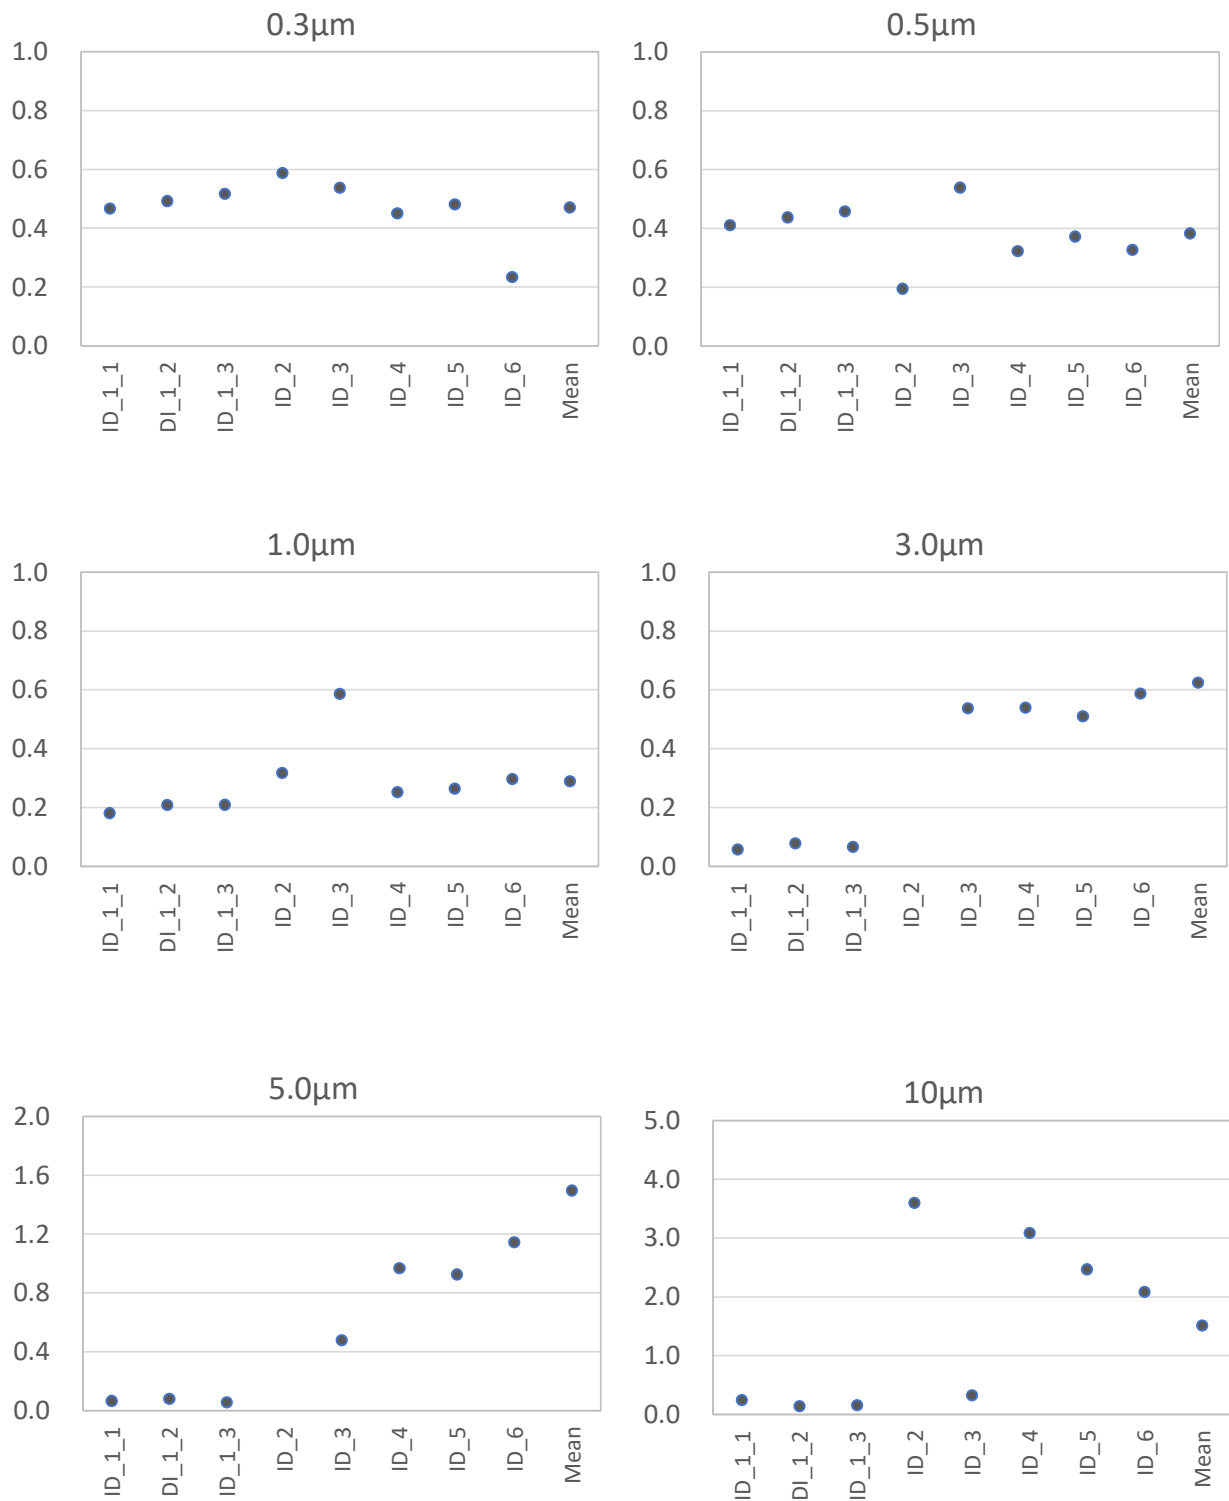 0.3µm
1.0
0.8
0.6
0.4
0.2
0.0
ID_1_1
DI_1_2
ID_1_3
ID_2
ID_3
ID_4
ID_5
ID_6
Mean
0.5µm
1.0
0.8
0.6
0.4
0.2
0.0
ID_1_1
DI_1_2
ID_1_3
ID_2
ID_3
ID_4
ID_5
ID_6
Mean
1.0µm
1.0
0.8
0.6
0.4
0.2
0.0
ID_1_1
DI_1_2
ID_1_3
ID_2
ID_3
ID_4
ID_5
ID_6
Mean
3.0µm
1.0
0.8
0.6
0.4
0.2
0.0
ID_1_1
DI_1_2
ID_1_3
ID_2
ID_3
ID_4
ID_5
ID_6
Mean
5.0µm
2.0
1.6
1.2
0.8
0.4
0.0
ID_1_1
DI_1_2
ID_1_3
ID_2
ID_3
ID_4
ID_5
ID_6
Mean
10µm
5.0
4.0
3.0
2.0
1.0
0.0
ID_1_1
DI_1_2
ID_1_3
ID_2
ID_3
ID_4
ID_5
ID_6
Mean